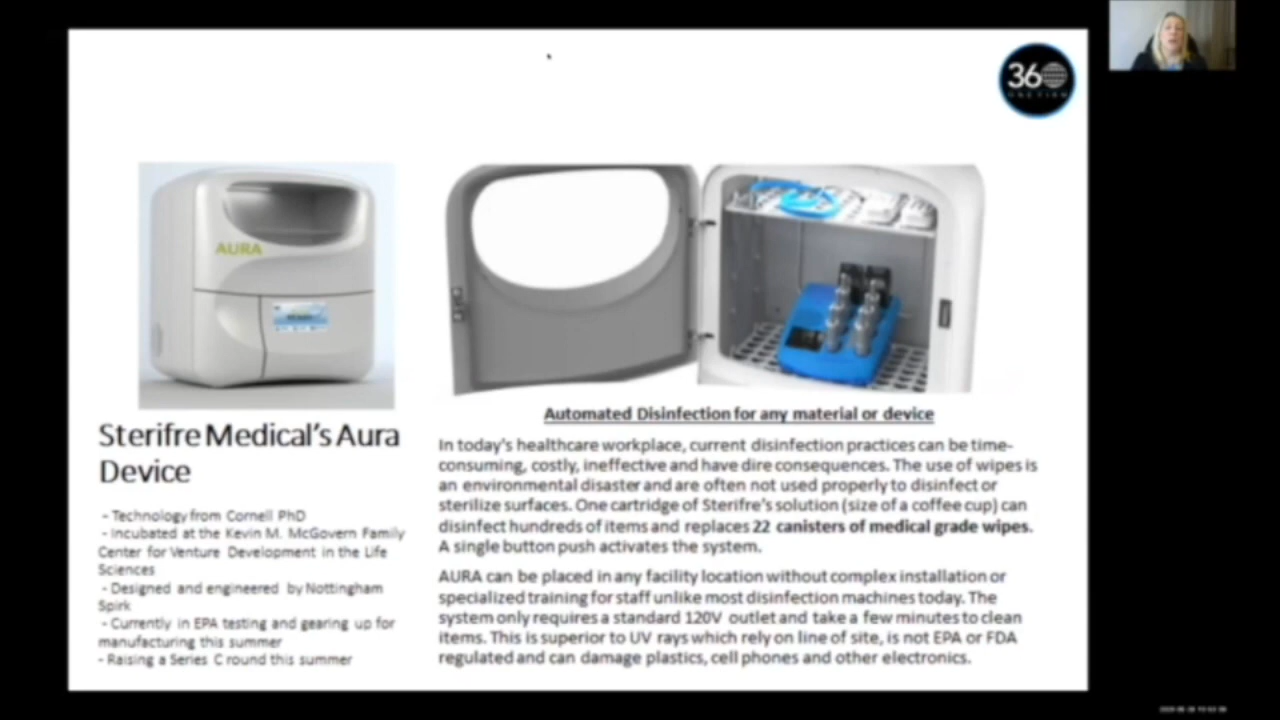 360
AURA
Sterifre Medical's Aura
Device
- Technology from Cornell PhD
- Incubated at the Kevin M. McGovern Family
Center for Venture Development in the Life
Sciences
- Designed and engineered by Nottingham
Spirk
- Currently in EPA testing and gearing up for
manufacturing this summer
- Raising a Series C round this summer
Automated Disinfection for any material or device
In today's healthcare workplace, current disinfection practices can be time-
consuming, costly, ineffective and have dire consequences. The use of wipes is
an environmental disaster and are often not used properly to disinfect or
sterilize surfaces. One cartridge of Sterifre's solution (size of a coffee cup) can
disinfect hundreds of items and replaces 22 canisters of medical grade wipes.
A single button push activates the system.
AURA can be placed in any facility location without complex installation or
specialized training for staff unlike most disinfection machines today. The
system only requires a standard 120V outlet and take a few minutes to clean
items. This is superior to UV rays which rely on line of site, is not EPA or FDA
regulated and can damage plastics, cell phones and other electronics.